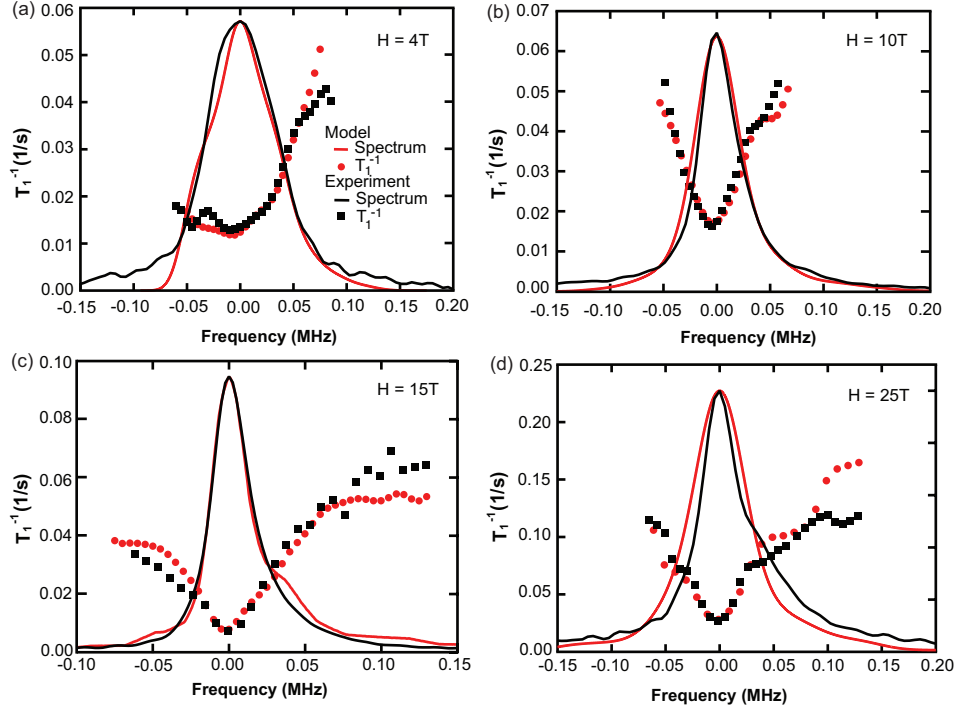 (a)
H = 4T
0.06
0.05
0.04
0.03
0.02
0.01
0.00
T₁⁻¹(1/s)
Model
Spectrum
T₁⁻¹
Experiment
Spectrum
T₁⁻¹
-0.15 -0.10 -0.05 0.00 0.05 0.10 0.15 0.20
Frequency (MHz)
(b)
H = 10T
0.07
0.06
0.05
0.04
0.03
0.02
0.01
0.00
T₁⁻¹(1/s)
-0.15 -0.10 -0.05 0.00 0.05 0.10 0.15 0.20
Frequency (MHz)
(c)
H = 15T
0.10
0.08
0.06
0.04
0.02
0.00
T₁⁻¹(1/s)
-0.10 -0.05 0.00 0.05 0.10 0.15
Frequency (MHz)
(d)
H = 25T
0.25
0.20
0.15
0.10
0.05
0.00
T₁⁻¹(1/s)
-0.15 -0.10 -0.05 0.00 0.05 0.10 0.15 0.20
Frequency (MHz)